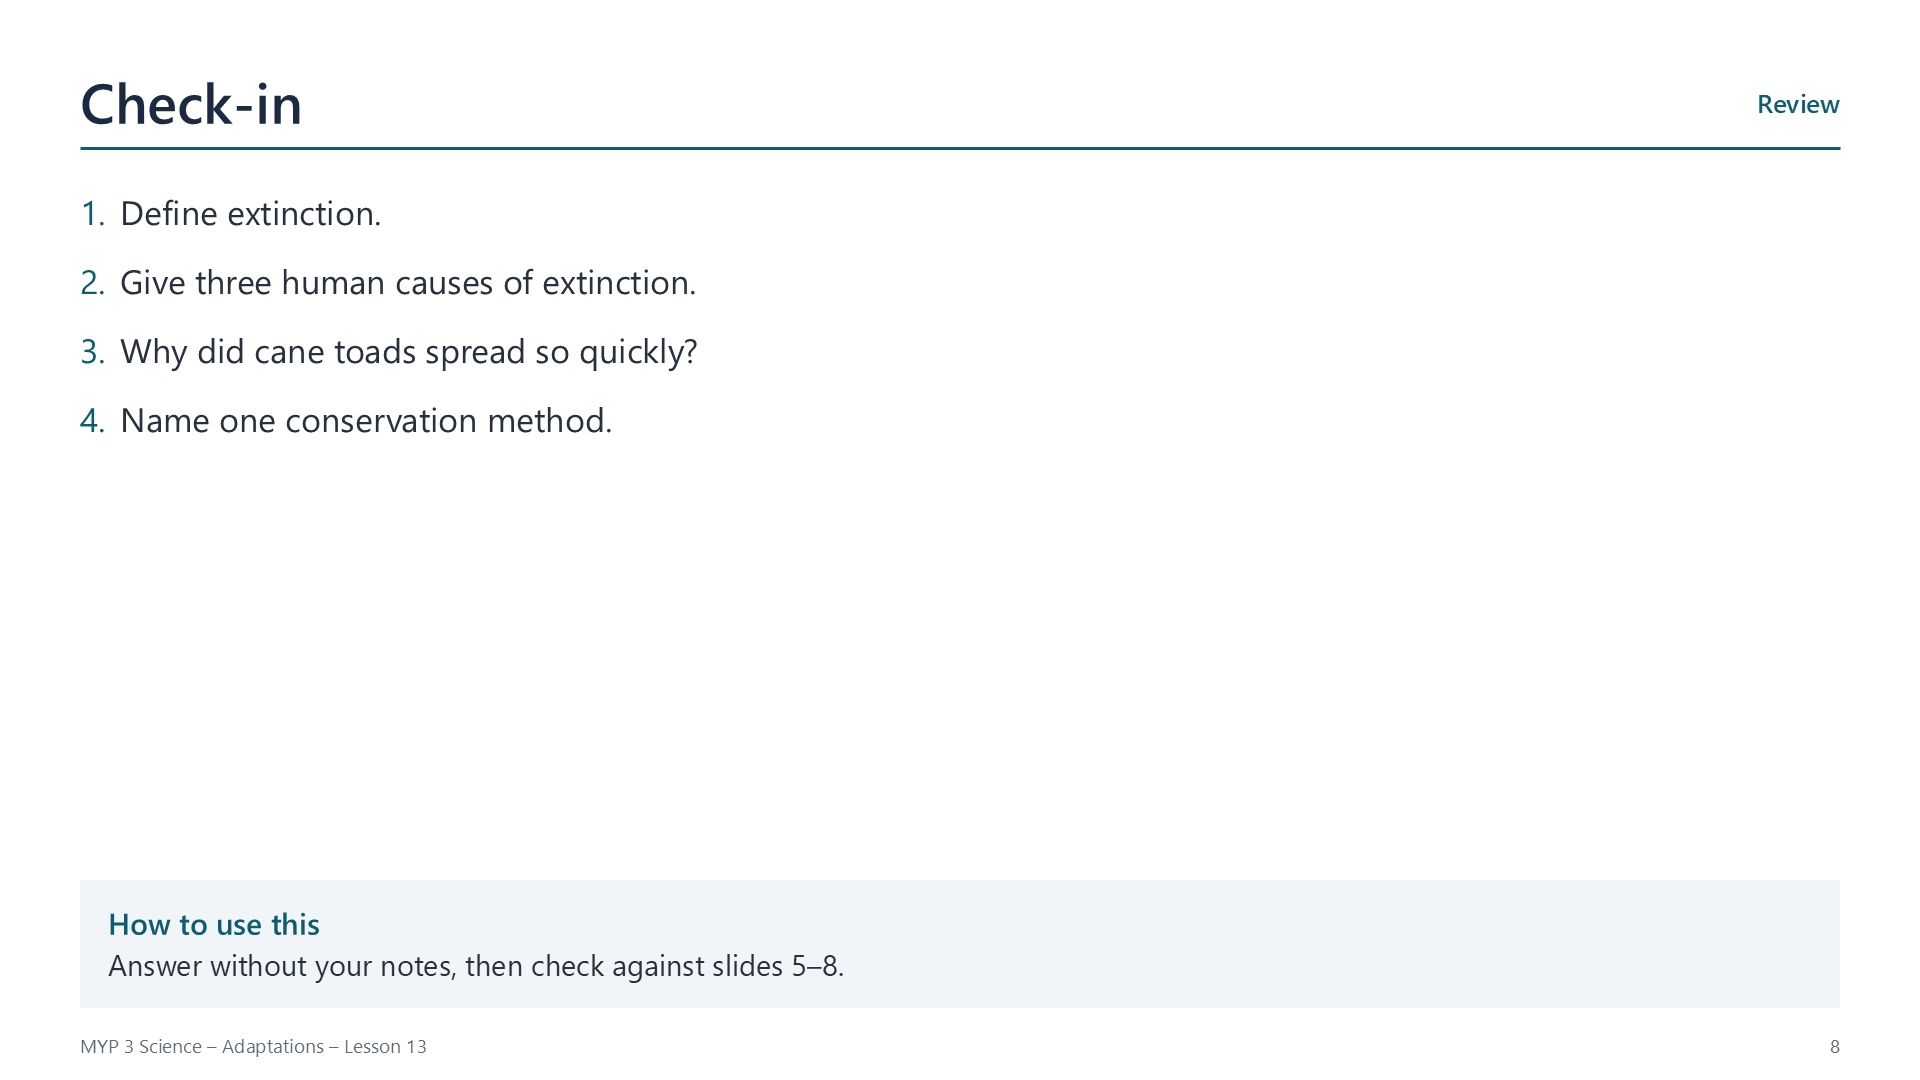 Check-in
Review
1. Define extinction.
2. Give three human causes of extinction.
3. Why did cane toads spread so quickly?
4. Name one conservation method.
How to use this
Answer without your notes, then check against slides 5–8.
MYP 3 Science – Adaptations – Lesson 13
8